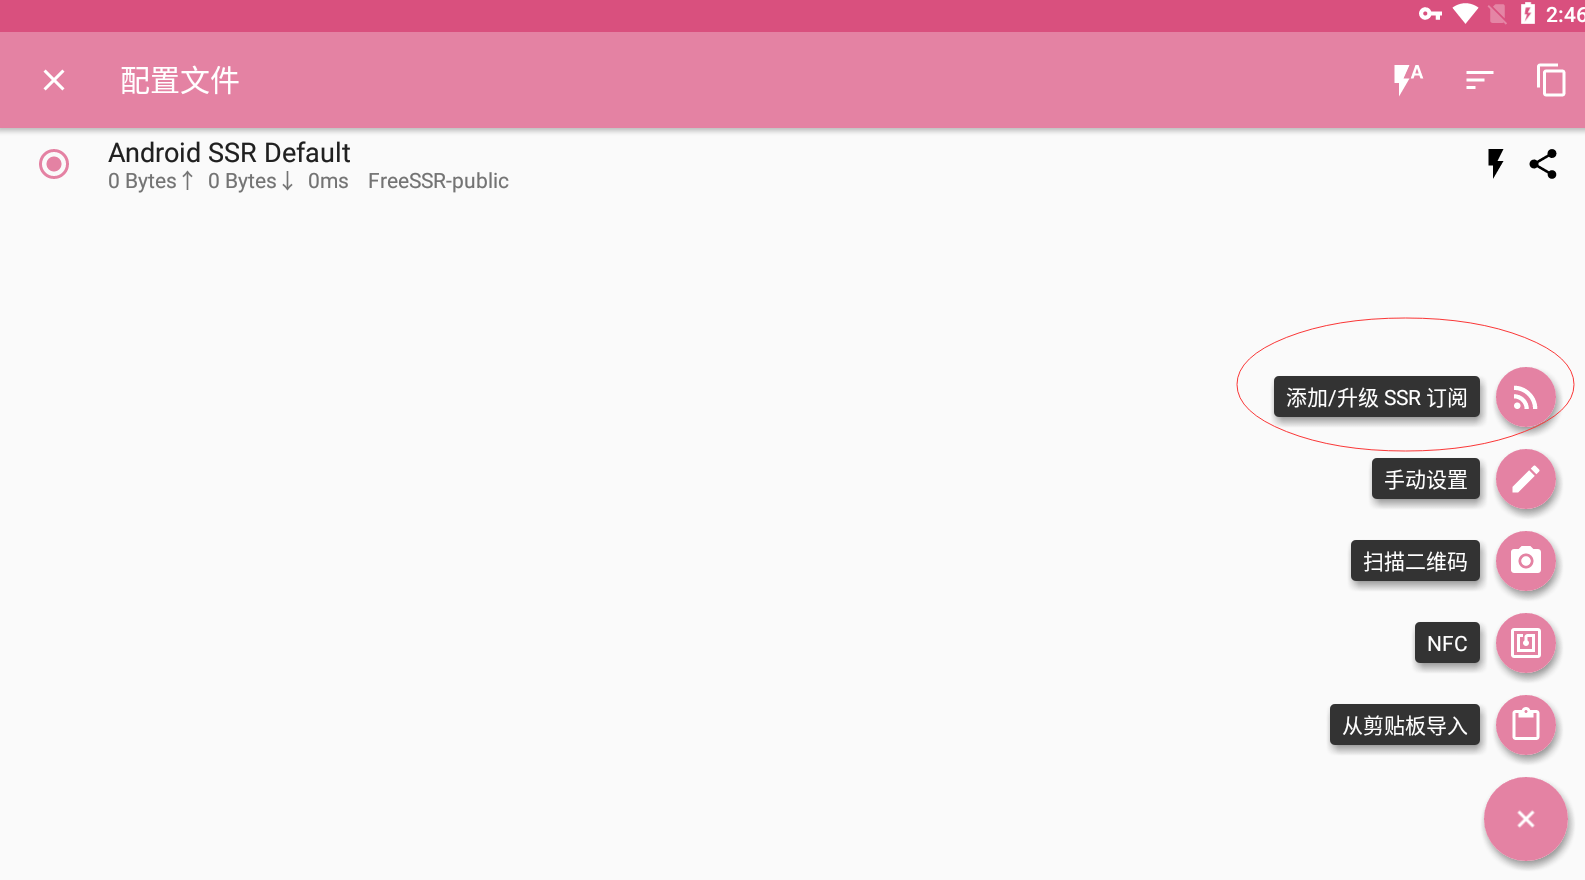 2:46
配置文件
A
Android SSR Default
0 Bytes↑ 0 Bytes↓ 0ms FreeSSR-public
添加/升级 SSR 订阅
手动设置
扫描二维码
NFC
从剪贴板导入